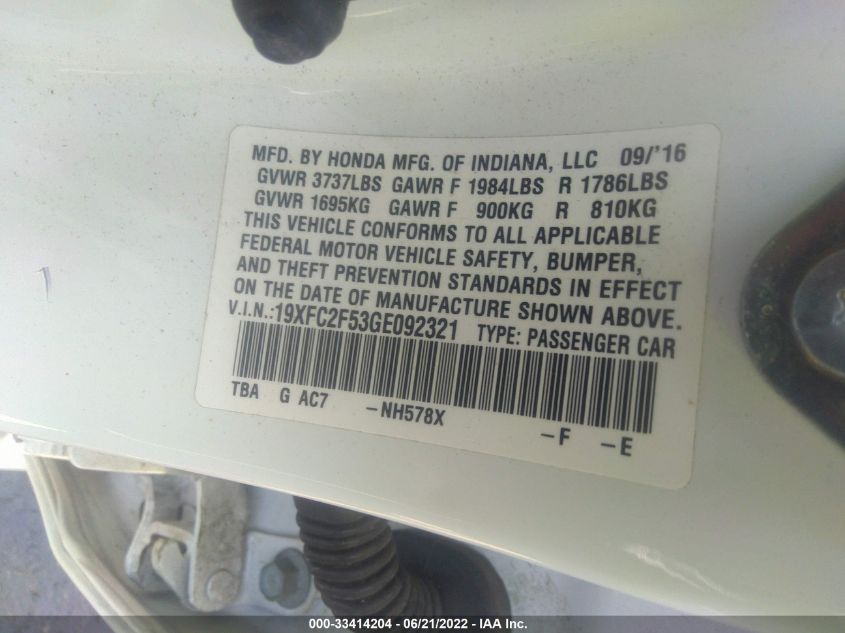 MFD. BY HONDA MFG. OF INDIANA, LLC 09/'16
GVWR 3737LBS GAWR F 1984LBS R 1786LBS
GVWR 1695KG GAWR F 900KG R 810KG
THIS VEHICLE CONFORMS TO ALL APPLICABLE
FEDERAL MOTOR VEHICLE SAFETY, BUMPER,
AND THEFT PREVENTION STANDARDS IN EFFECT
ON THE DATE OF MANUFACTURE SHOWN ABOVE.
V.I.N.:19XFC2F53GE092321 TYPE: PASSENGER CAR
TBA G AC7 -NH578X -F -E
000-33414204 - 06/21/2022 - IAA Inc.